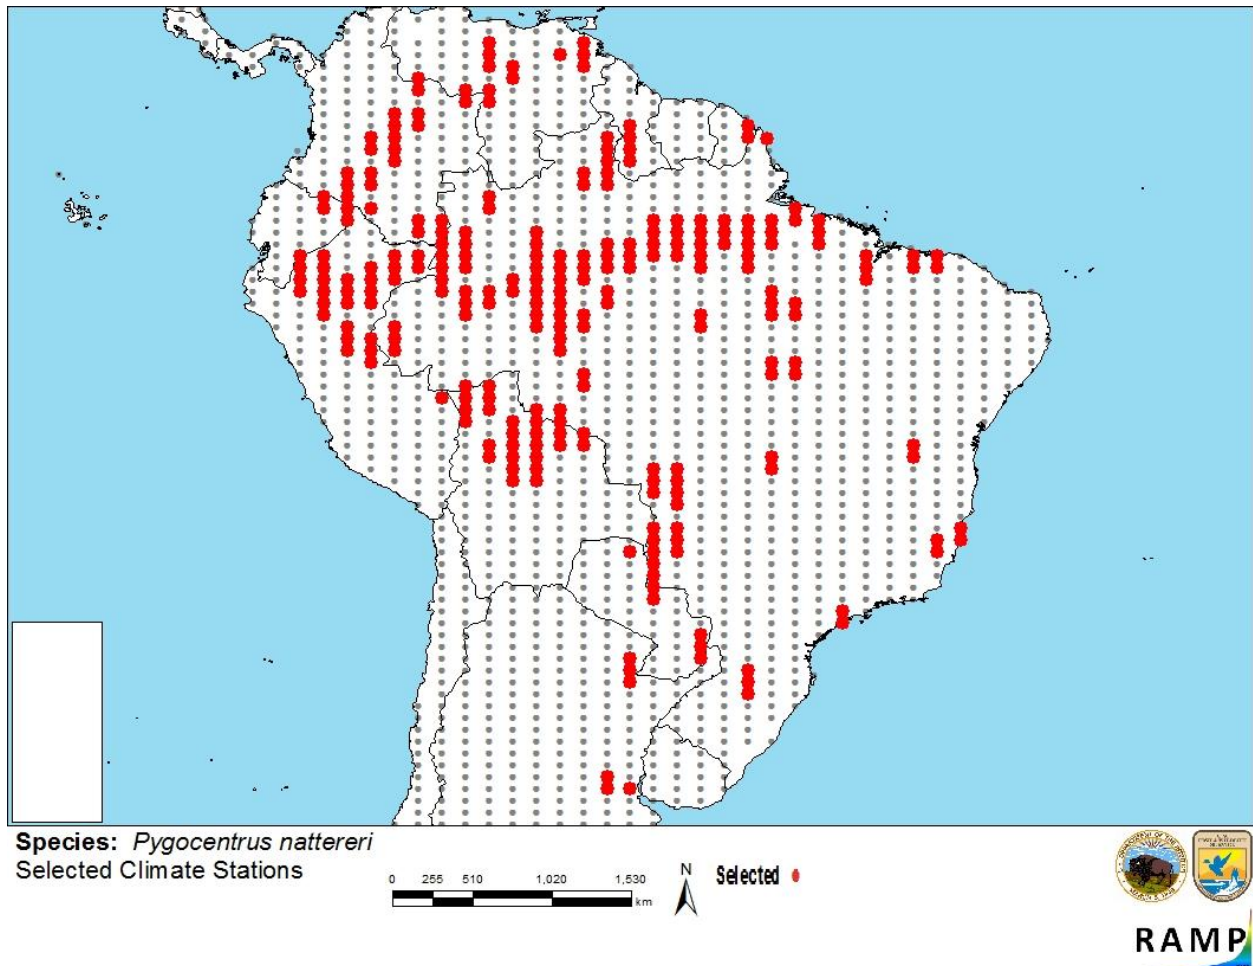 Species: Pygocentrus nattereri
Selected Climate Stations
0 255 510 1,020 1,530
km
N
Selected
RAMP